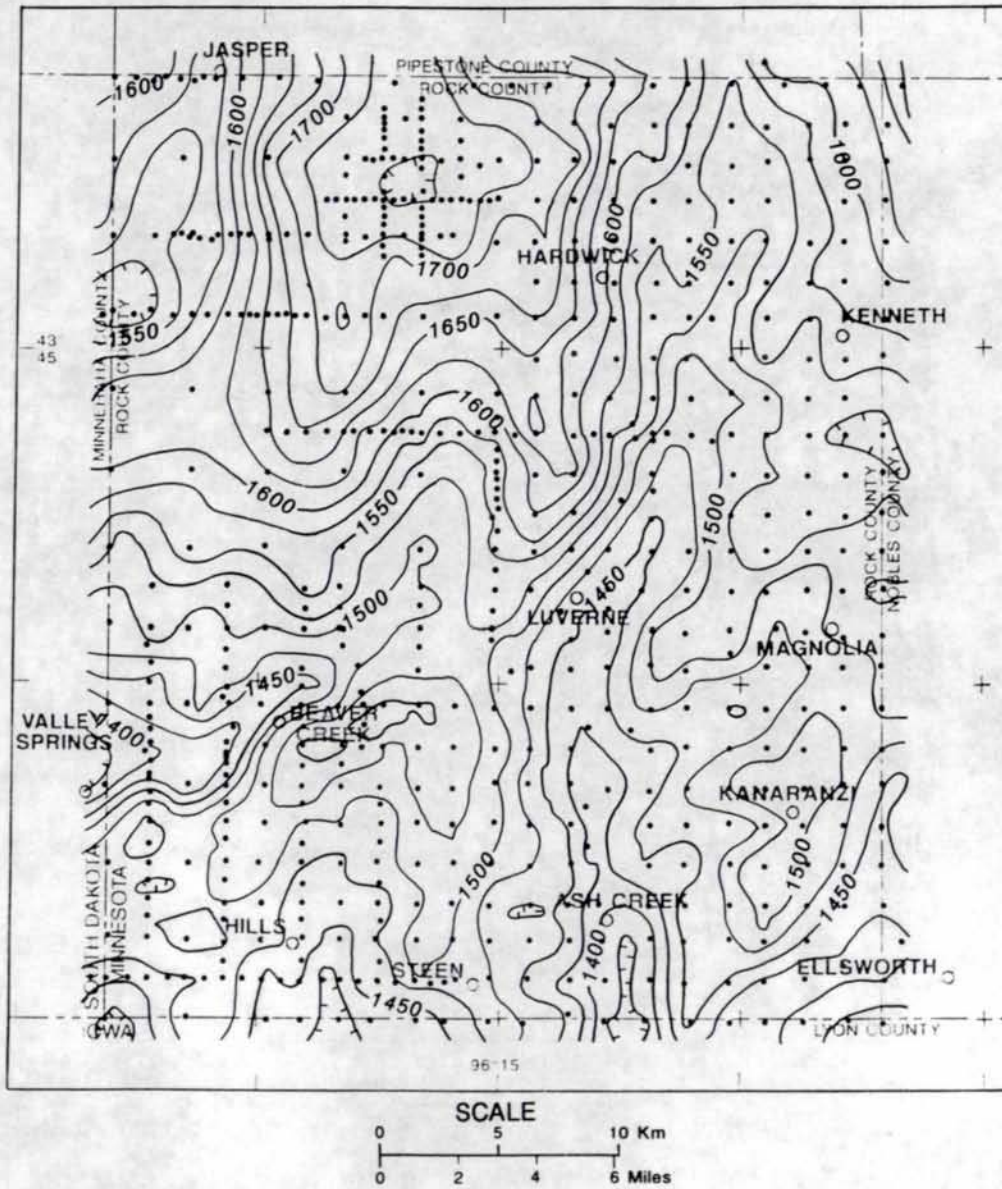 JASPER
PIPESTONE COUNTY
ROCK COUNTY
1600
1600
1700
1600
1600
1550
1700
HARDWICK
1650
KENNETH
43
45
1550
MINNEHAHA COUNTY
ROCK COUNTY
1600
1600
1550
1500
ROCK COUNTY
NOBLES COUNTY
1500
1450
LUVERNE
MAGNOLIA
1450
VALLEY
SPRINGS
1400
BEAVER
CREEK
KANARANZI
1500
1500
1450
SOUTH DAKOTA
MINNESOTA
HILLS
ASH CREEK
1400
STEEN
ELLSWORTH
1450
IOWA
LYON COUNTY
96-15
SCALE
0 5 10 Km
0 2 4 6 Miles